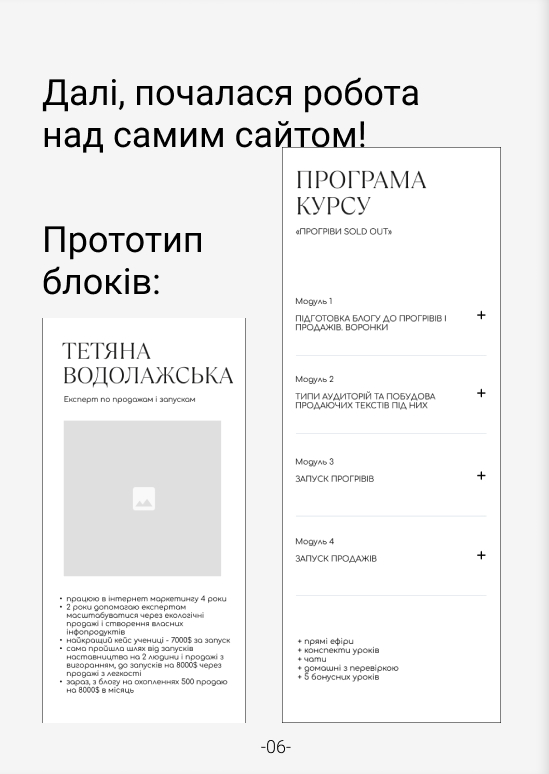 Далі, почалася робота
над самим сайтом!
Прототип
блоків:
ТЕТЯНА
ВОДОЛАЖСЬКА
Експерт по продажам і запускам
• працюю в інтернет маркетингу 4 роки
• 2 роки допомагаю експертам
масштабуватися через екологічні
продажі і створення власних
інфопродуктів
• найкращий кейс учениці - 7000$ за запуск
• сама пройшла шлях від запусків
наставництва на 2 людини і продажі з
вигоранням, до запусків на 8000$ через
продажі з легкості
• зараз, з блогу на охопленнях 500 продаю
на 8000$ в місяць
ПРОГРАМА
КУРСУ
«ПРОГРІВИ SOLD OUT»
Модуль 1
ПІДГОТОВКА БЛОГУ ДО ПРОГРІВІВ І
ПРОДАЖІВ. ВОРОНКИ
+
Модуль 2
ТИПИ АУДИТОРІЙ ТА ПОБУДОВА
ПРОДАЮЧИХ ТЕКСТІВ ПІД НИХ
+
Модуль 3
ЗАПУСК ПРОГРІВІВ
+
Модуль 4
ЗАПУСК ПРОДАЖІВ
+
+ прямі ефіри
+ конспекти уроків
+ чати
+ домашні з перевіркою
+ 5 бонусних уроків
-06-